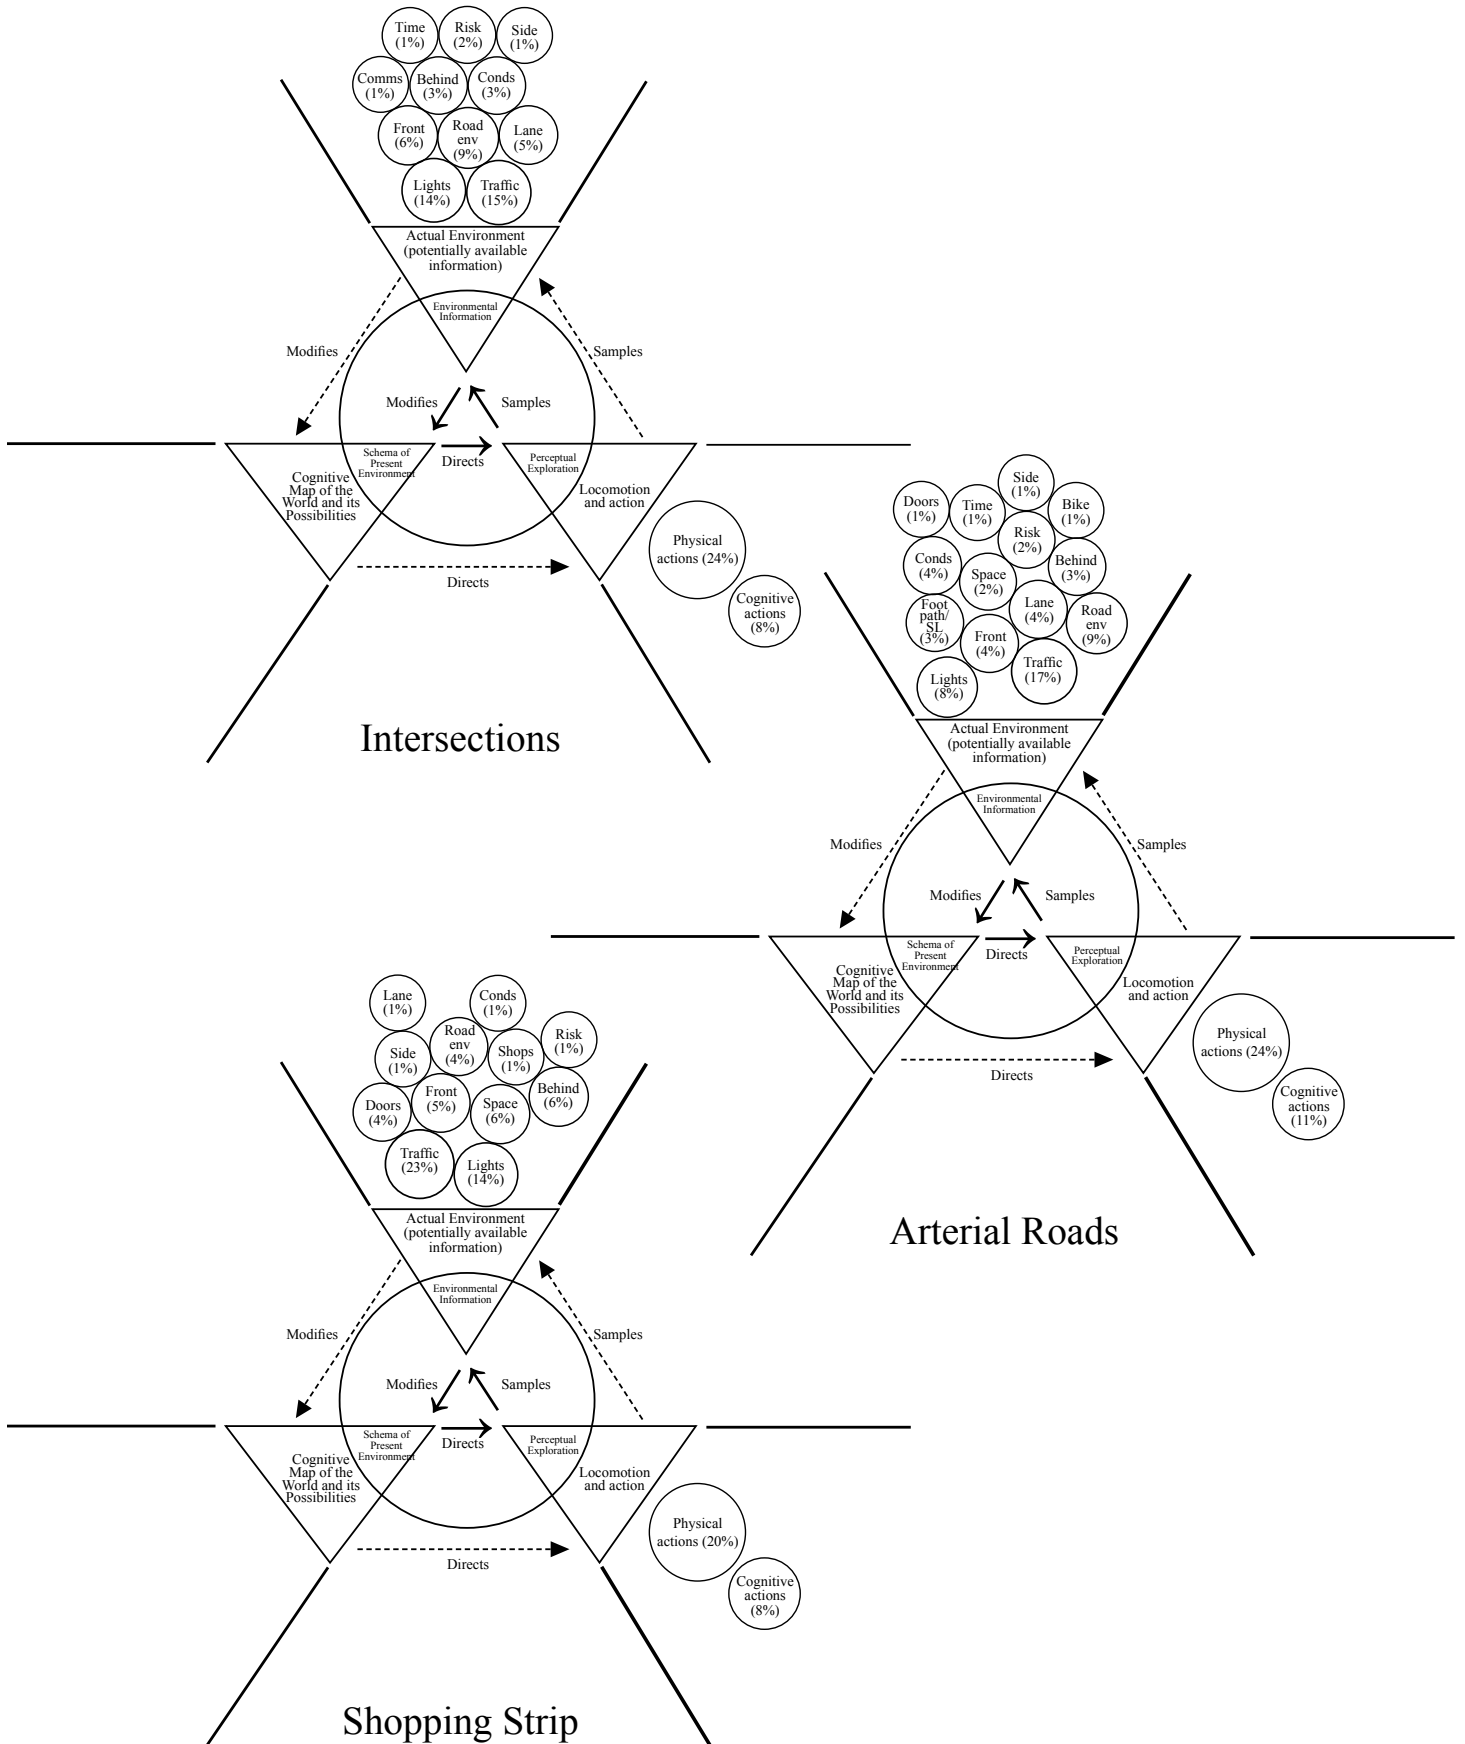 Time
(1%)
Risk
(2%)
Side
(1%)
Comms
(1%)
Behind
(3%)
Conds
(3%)
Front
(6%)
Road
env
(9%)
Lane
(5%)
Lights
(14%)
Traffic
(15%)
Actual Environment
(potentially available
information)
Environmental
Information
Modifies
Samples
Modifies
Samples
Schema of
Present
Environment
Directs
Perceptual
Exploration
Cognitive
Map of the
World and its
Possibilities
Locomotion
and action
Physical
actions (24%)
Cognitive
actions
(8%)
Directs
Intersections
Side
(1%)
Doors
(1%)
Time
(1%)
Bike
(1%)
Risk
(2%)
Conds
(4%)
Space
(2%)
Behind
(3%)
Foot
path/
SL
(3%)
Lane
(4%)
Road
env
(9%)
Front
(4%)
Traffic
(17%)
Lights
(8%)
Actual Environment
(potentially available
information)
Environmental
Information
Modifies
Samples
Modifies
Samples
Schema of
Present
Environment
Directs
Perceptual
Exploration
Cognitive
Map of the
World and its
Possibilities
Locomotion
and action
Physical
actions (24%)
Cognitive
actions
(11%)
Directs
Arterial Roads
Lane
(1%)
Conds
(1%)
Road
env
(4%)
Risk
(1%)
Side
(1%)
Shops
(1%)
Doors
(4%)
Front
(5%)
Space
(6%)
Behind
(6%)
Traffic
(23%)
Lights
(14%)
Actual Environment
(potentially available
information)
Environmental
Information
Modifies
Samples
Modifies
Samples
Schema of
Present
Environment
Directs
Perceptual
Exploration
Cognitive
Map of the
World and its
Possibilities
Locomotion
and action
Physical
actions (20%)
Cognitive
actions
(8%)
Directs
Shopping Strip